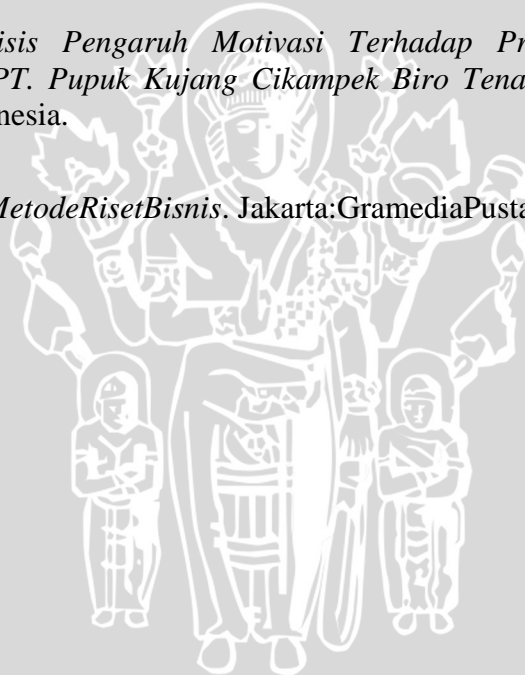 isis Pengaruh Motivasi Terhadap Pr
PT. Pupuk Kujang Cikampek Biro Tena
nesia.
MetodeRisetBisnis. Jakarta:GramediaPusta